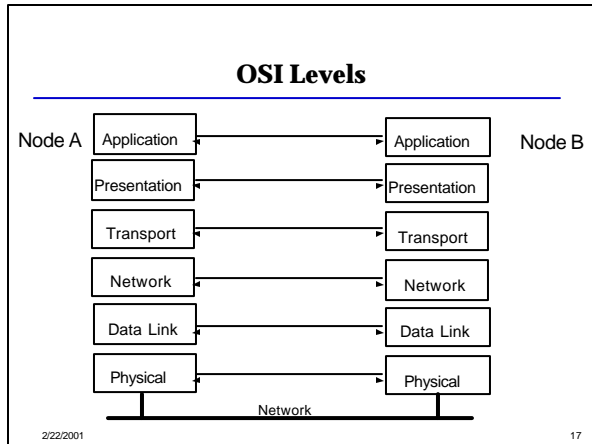 OSI Levels
Node A Application Application Node B
Presentation Presentation
Transport Transport
Network Network
Data Link Data Link
Physical Physical
Network
2/22/2001 17